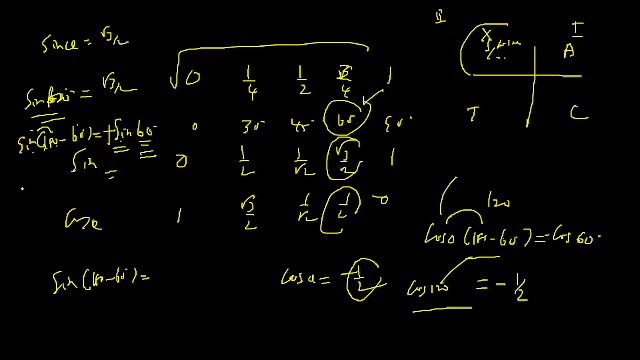 sin a = √3/2
II
I
A
√ 0 1/4 1/2 3/4 1
sin 60° = √3/2
T
C
0 30 45 60 90
sin(180-60°) = + sin 60
sin 0 1/2 1/√2 √3/2 1
120
cos 1 √3/2 1/√2 1/2 0
cos (180-60) = -cos 60
sin(180-60) =
cos a = -1/2
cos 120 = -1/2